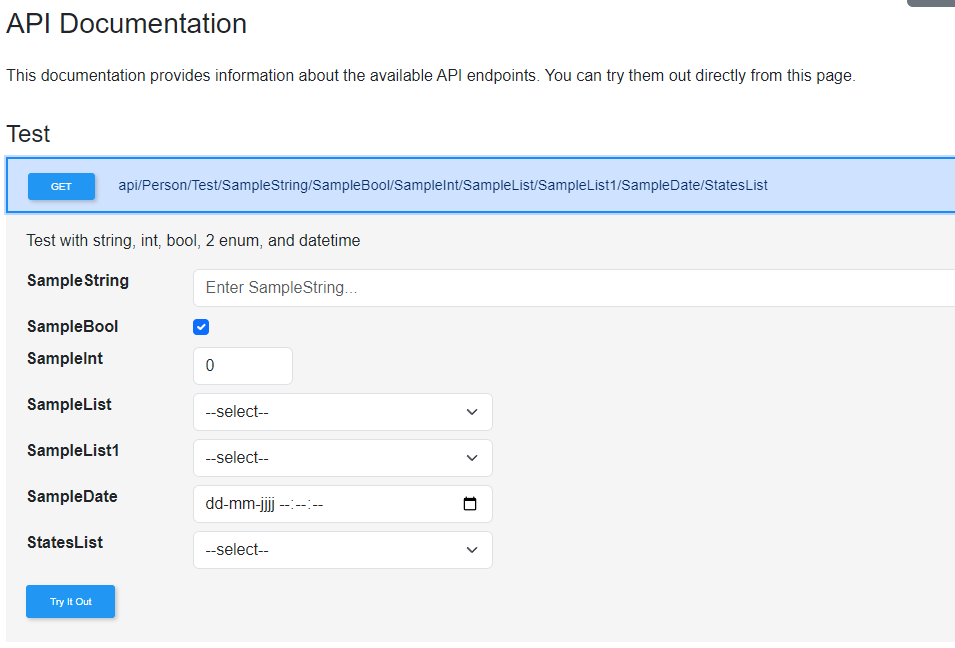 API Documentation
This documentation provides information about the available API endpoints. You can try them out directly from this page.
Test
GET api/Person/Test/SampleString/SampleBool/SampleInt/SampleList/SampleList1/SampleDate/StatesList
Test with string, int, bool, 2 enum, and datetime
SampleString Enter SampleString...
SampleBool
SampleInt 0
SampleList --select--
SampleList1 --select--
SampleDate dd-mm-jjjj --:--:--
StatesList --select--
Try It Out